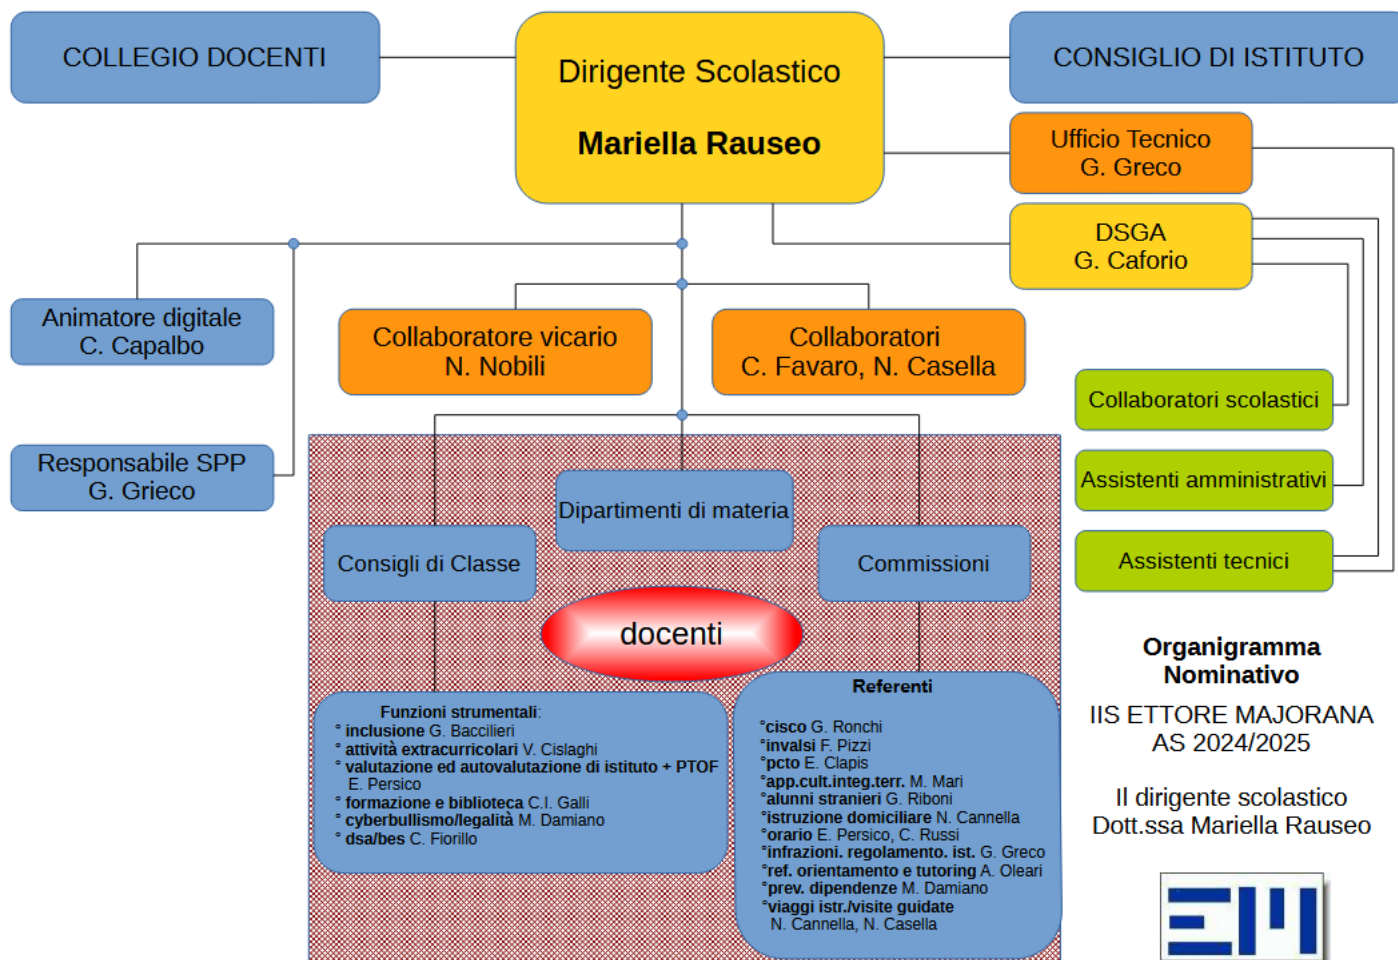 COLLEGIO DOCENTI
Dirigente Scolastico
Mariella Rauseo
CONSIGLIO DI ISTITUTO
Ufficio Tecnico
G. Greco
DSGA
G. Caforio
Animatore digitale
C. Capalbo
Collaboratore vicario
N. Nobili
Collaboratori
C. Favaro, N. Casella
Collaboratori scolastici
Responsabile SPP
G. Grieco
Assistenti amministrativi
Dipartimenti di materia
Consigli di Classe
Commissioni
Assistenti tecnici
docenti
Funzioni strumentali:
° inclusione G. Baccilieri
° attività extracurricolari V. Cislaghi
° valutazione ed autovalutazione di istituto + PTOF
E. Persico
° formazione e biblioteca C.I. Galli
° cyberbullismo/legalità M. Damiano
° dsa/bes C. Fiorillo
Referenti
°cisco G. Ronchi
°invalsi F. Pizzi
°pcto E. Clapis
°app.cult.integ.terr. M. Mari
°alunni stranieri G. Riboni
°istruzione domiciliare N. Cannella
°orario E. Persico, C. Russi
°infrazioni. regolamento. ist. G. Greco
°ref. orientamento e tutoring A. Oleari
°prev. dipendenze M. Damiano
°viaggi istr./visite guidate
N. Cannella, N. Casella
Organigramma
Nominativo
IIS ETTORE MAJORANA
AS 2024/2025
Il dirigente scolastico
Dott.ssa Mariella Rauseo
EM